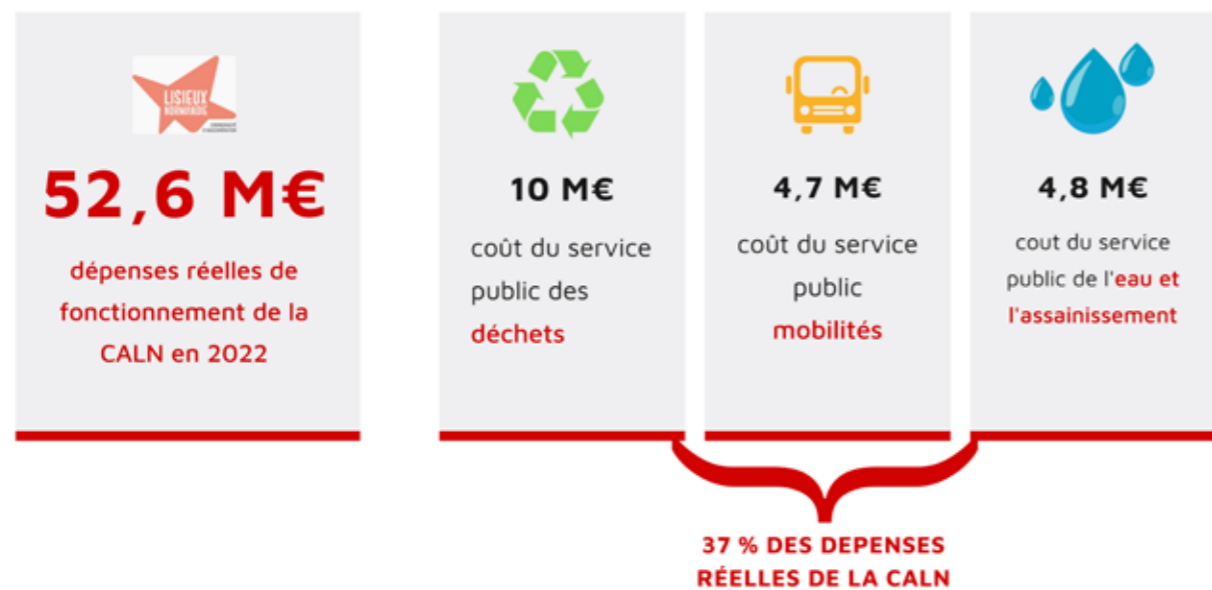 LISIEUX
NORMANDIE
52,6 M€
dépenses réelles de
fonctionnement de la
CALN en 2022
10 M€
coût du service
public des
déchets
4,7 M€
coût du service
public
mobilités
4,8 M€
cout du service
public de l'eau et
l'assainissement
37 % DES DEPENSES
RÉELLES DE LA CALN